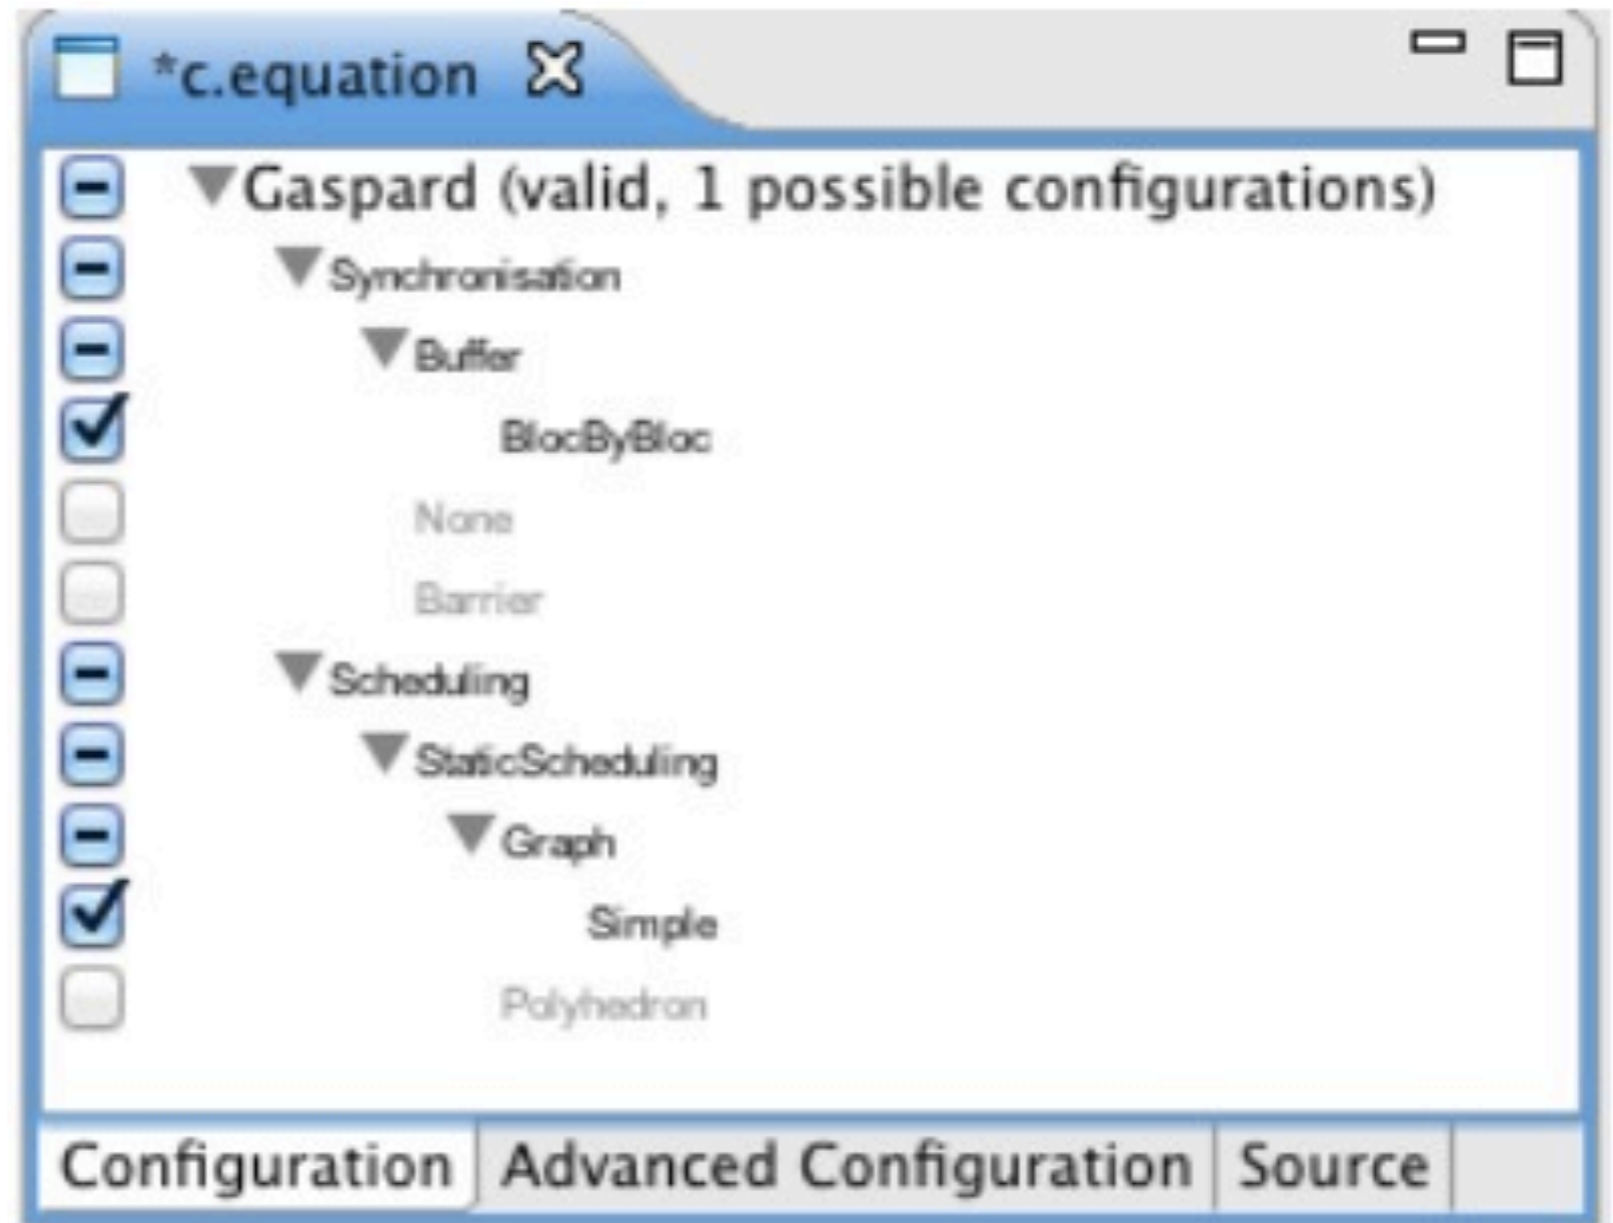 *c.equation
Gaspard (valid, 1 possible configurations)
Synchronisation
Buffer
BlocByBloc
None
Barrier
Scheduling
StaticScheduling
Graph
Simple
Polyhedron
Configuration Advanced Configuration Source